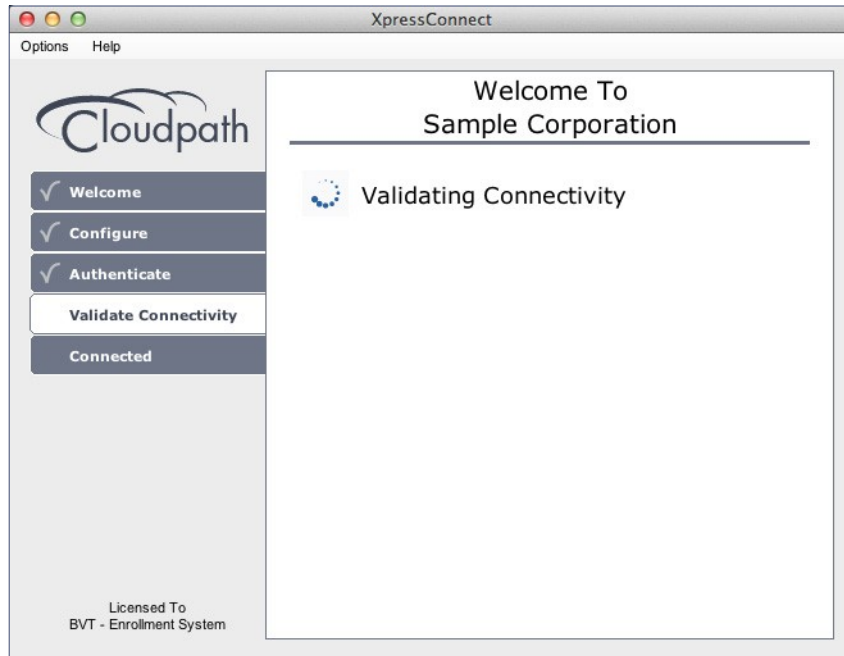 XpressConnect
Options Help
Cloudpath
Welcome
Configure
Authenticate
Validate Connectivity
Connected
Licensed To
BVT - Enrollment System
Welcome To
Sample Corporation
Validating Connectivity